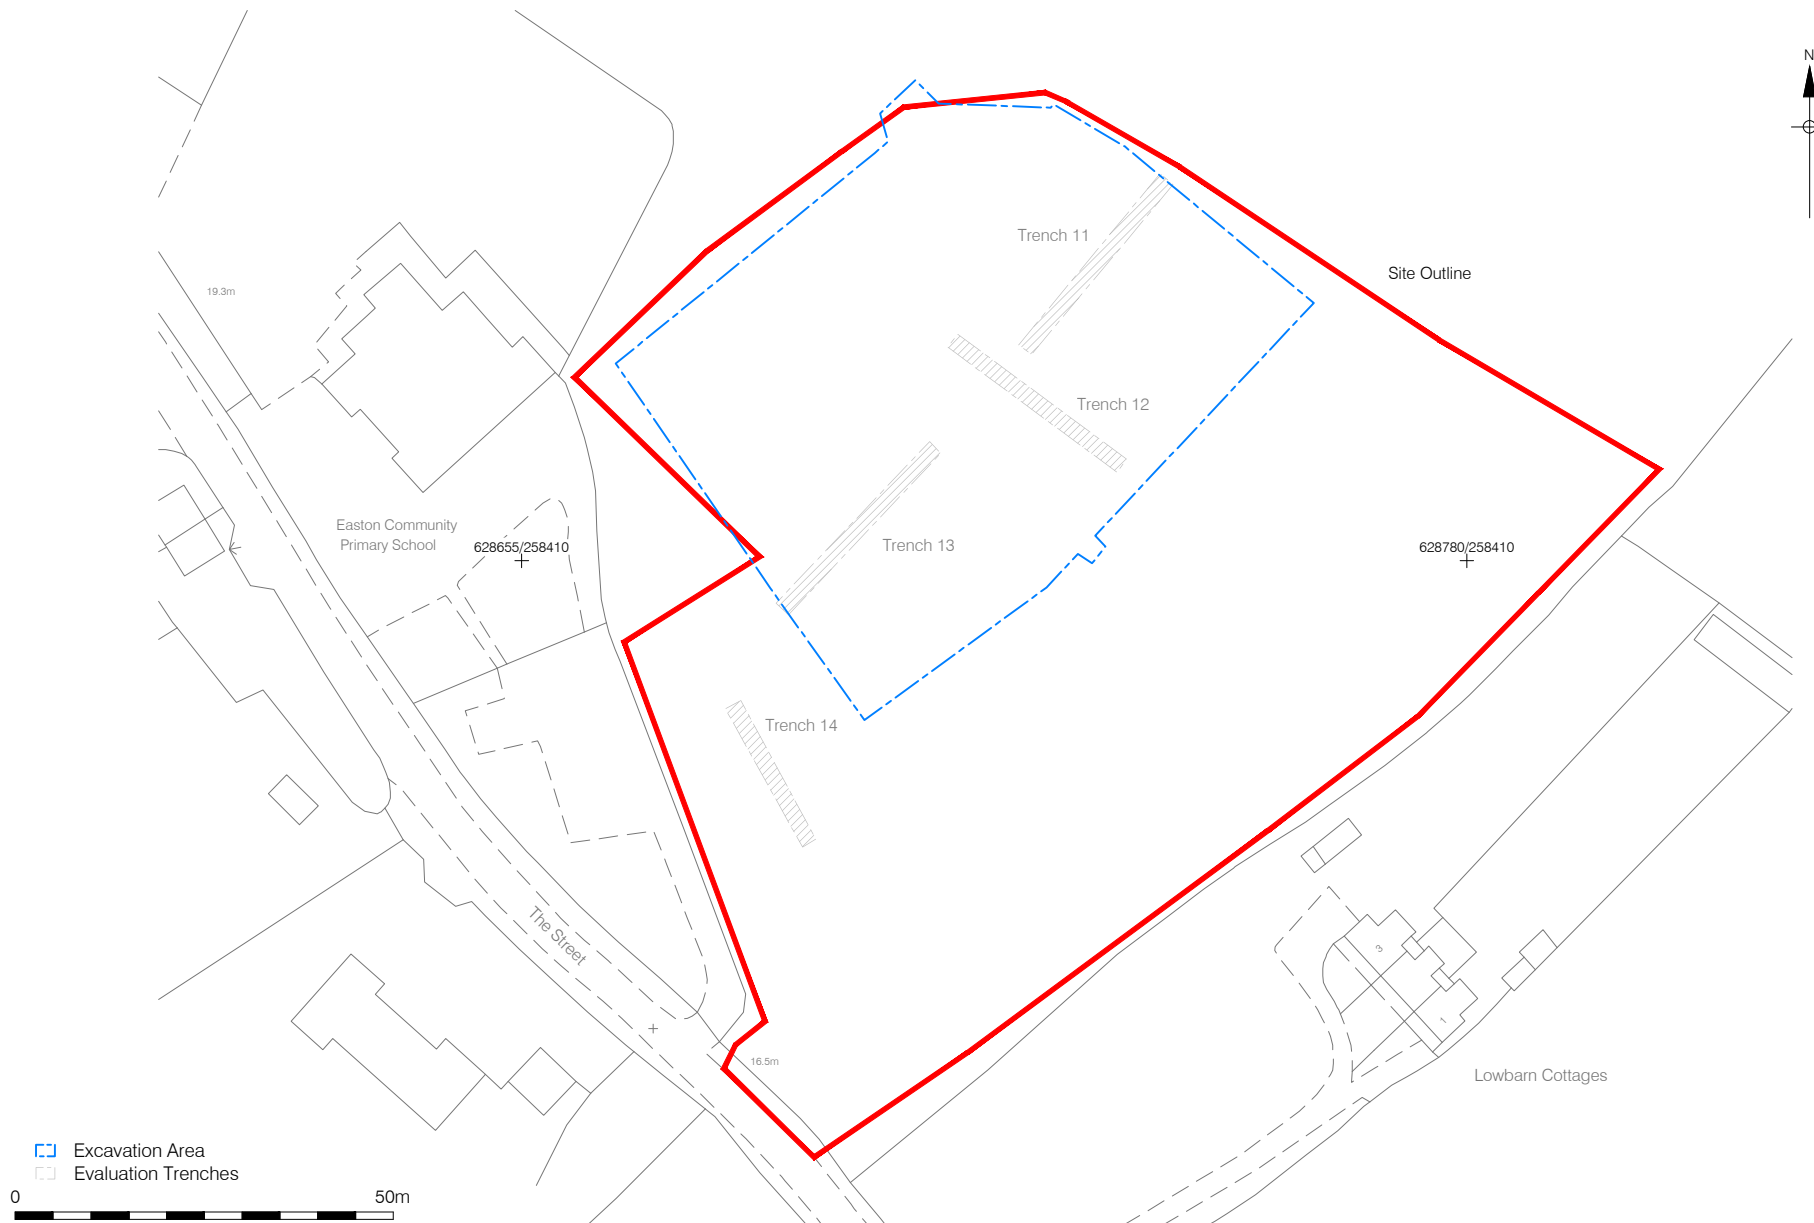 N
Trench 11
Site Outline
19.3m
Trench 12
Easton Community
Primary School
628655/258410
Trench 13
628780/258410
Trench 14
The Street
3
1
16.5m
Lowbarn Cottages
Excavation Area
Evaluation Trenches
0
50m